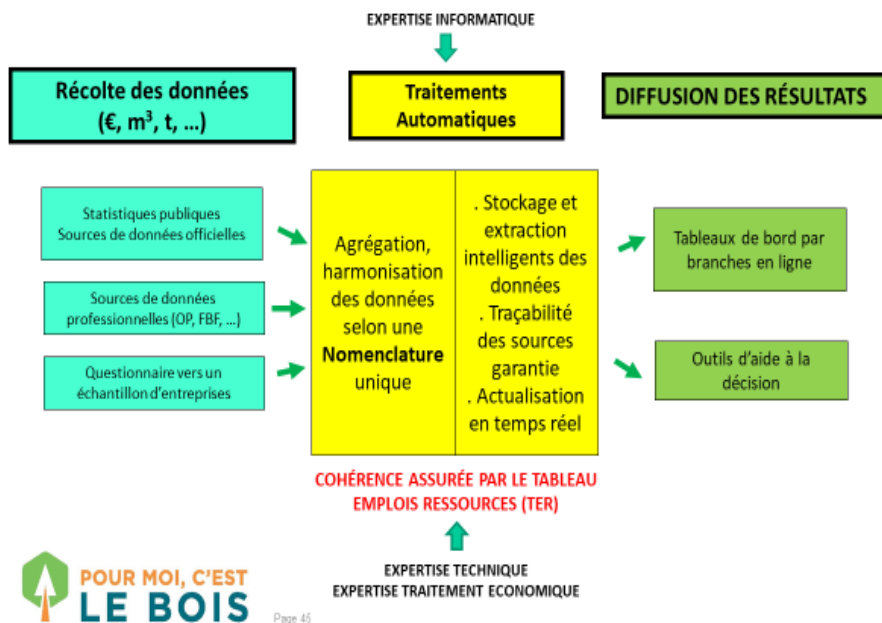 EXPERTISE INFORMATIQUE
Récolte des données
(€, m³, t, ...)
Traitements
Automatiques
DIFFUSION DES RÉSULTATS
Statistiques publiques
Sources de données officielles
Sources de données
professionnelles (OP, FBF, ...)
Questionnaire vers un
échantillon d'entreprises
Agrégation,
harmonisation
des données
selon une
Nomenclature
unique
. Stockage et
extraction
intelligents des
données
. Traçabilité
des sources
garantie
. Actualisation
en temps réel
Tableaux de bord par
branches en ligne
Outils d'aide à la
décision
COHÉRENCE ASSURÉE PAR LE TABLEAU
EMPLOIS RESSOURCES (TER)
EXPERTISE TECHNIQUE
EXPERTISE TRAITEMENT ECONOMIQUE
POUR MOI, C'EST
LE BOIS
Page 45